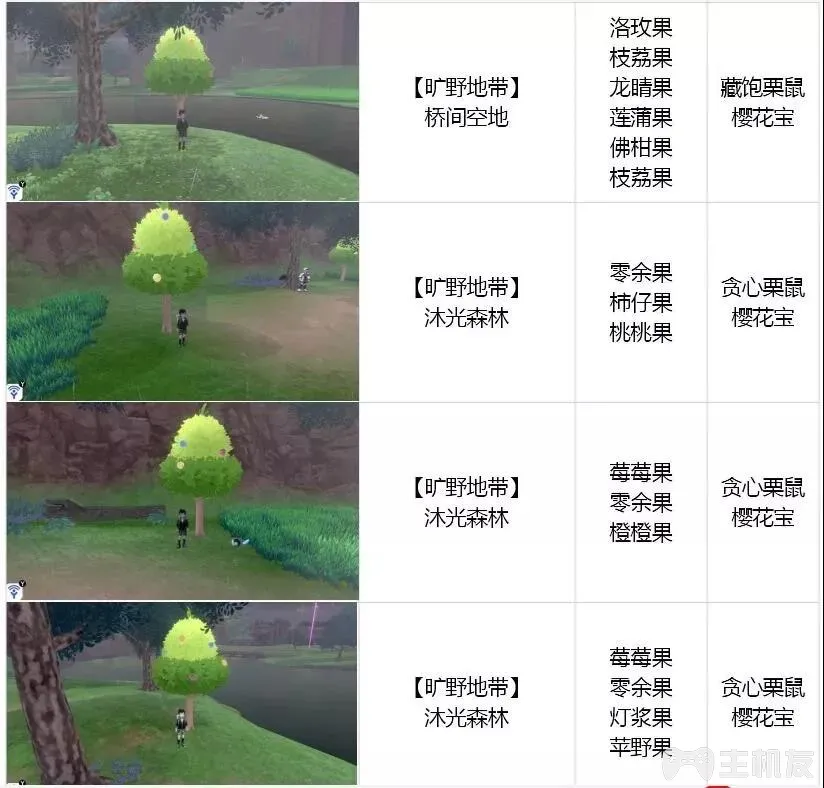 【旷野地带】
桥间空地
洛玫果
枝荔果
龙睛果
莲蒲果
佛柑果
枝荔果
藏饱栗鼠
樱花宝
Y
【旷野地带】
沐光森林
零余果
柿仔果
桃桃果
贪心栗鼠
樱花宝
Y
【旷野地带】
沐光森林
莓莓果
零余果
橙橙果
贪心栗鼠
樱花宝
Y
【旷野地带】
沐光森林
莓莓果
零余果
灯浆果
苹野果
贪心栗鼠
樱花宝
主机友